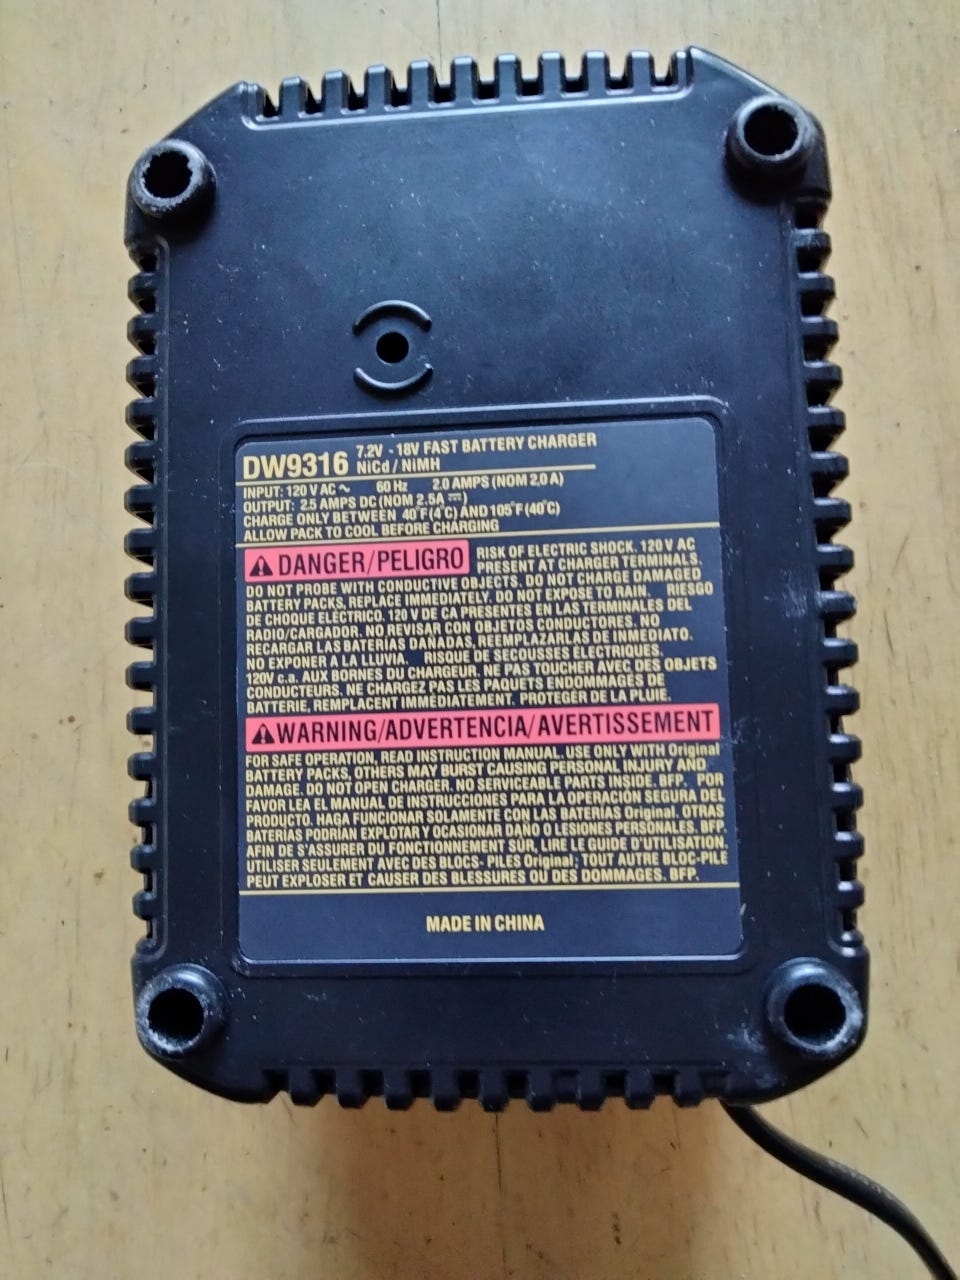 DW9316
7.2V - 18V FAST BATTERY CHARGER
NiCd / NiMH
INPUT: 120 V AC ~ 60 Hz 2.0 AMPS (NOM 2,0 A)
OUTPUT: 2.5 AMPS DC (NOM 2.5A ⎓)
CHARGE ONLY BETWEEN 40°F (4°C) AND 105°F (40°C)
ALLOW PACK TO COOL BEFORE CHARGING
⚠ DANGER/PELIGRO
RISK OF ELECTRIC SHOCK. 120 V AC
PRESENT AT CHARGER TERMINALS.
DO NOT PROBE WITH CONDUCTIVE OBJECTS. DO NOT CHARGE DAMAGED
BATTERY PACKS, REPLACE IMMEDIATELY. DO NOT EXPOSE TO RAIN. RIESGO
DE CHOQUE ELECTRICO. 120 V DE CA PRESENTES EN LAS TERMINALES DEL
RADIO/CARGADOR. NO REVISAR CON OBJETOS CONDUCTORES. NO
RECARGAR LAS BATERIAS DAÑADAS, REEMPLAZARLAS DE INMEDIATO.
NO EXPONER A LA LLUVIA. RISQUE DE SECOUSSES ELECTRIQUES.
120V c.a. AUX BORNES DU CHARGEUR. NE PAS TOUCHER AVEC DES OBJETS
CONDUCTEURS. NE CHARGEZ PAS LES PAQUETS ENDOMMAGES DE
BATTERIE, REMPLACENT IMMEDIATEMENT. PROTEGER DE LA PLUIE.
⚠ WARNING/ADVERTENCIA/AVERTISSEMENT
FOR SAFE OPERATION, READ INSTRUCTION MANUAL. USE ONLY WITH Original
BATTERY PACKS, OTHERS MAY BURST CAUSING PERSONAL INJURY AND
DAMAGE. DO NOT OPEN CHARGER. NO SERVICEABLE PARTS INSIDE. BFP. POR
FAVOR LEA EL MANUAL DE INSTRUCCIONES PARA LA OPERACIÓN SEGURA DEL
PRODUCTO. HAGA FUNCIONAR SOLAMENTE CON LAS BATERIAS Original. OTRAS
BATERIAS PODRÍAN EXPLOTAR Y OCASIONAR DAÑO O LESIONES PERSONALES. BFP.
AFIN DE S'ASSURER DU FONCTIONNEMENT SÛR, LIRE LE GUIDE D'UTILISATION.
UTILISER SEULEMENT AVEC DES BLOCS- PILES Original; TOUT AUTRE BLOC-PILE
PEUT EXPLOSER ET CAUSER DES BLESSURES OU DES DOMMAGES. BFP.
MADE IN CHINA